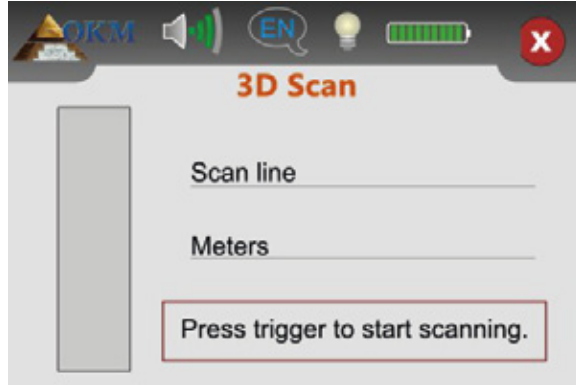 OKM
EN
X
3D Scan
Scan line
Meters
Press trigger to start scanning.